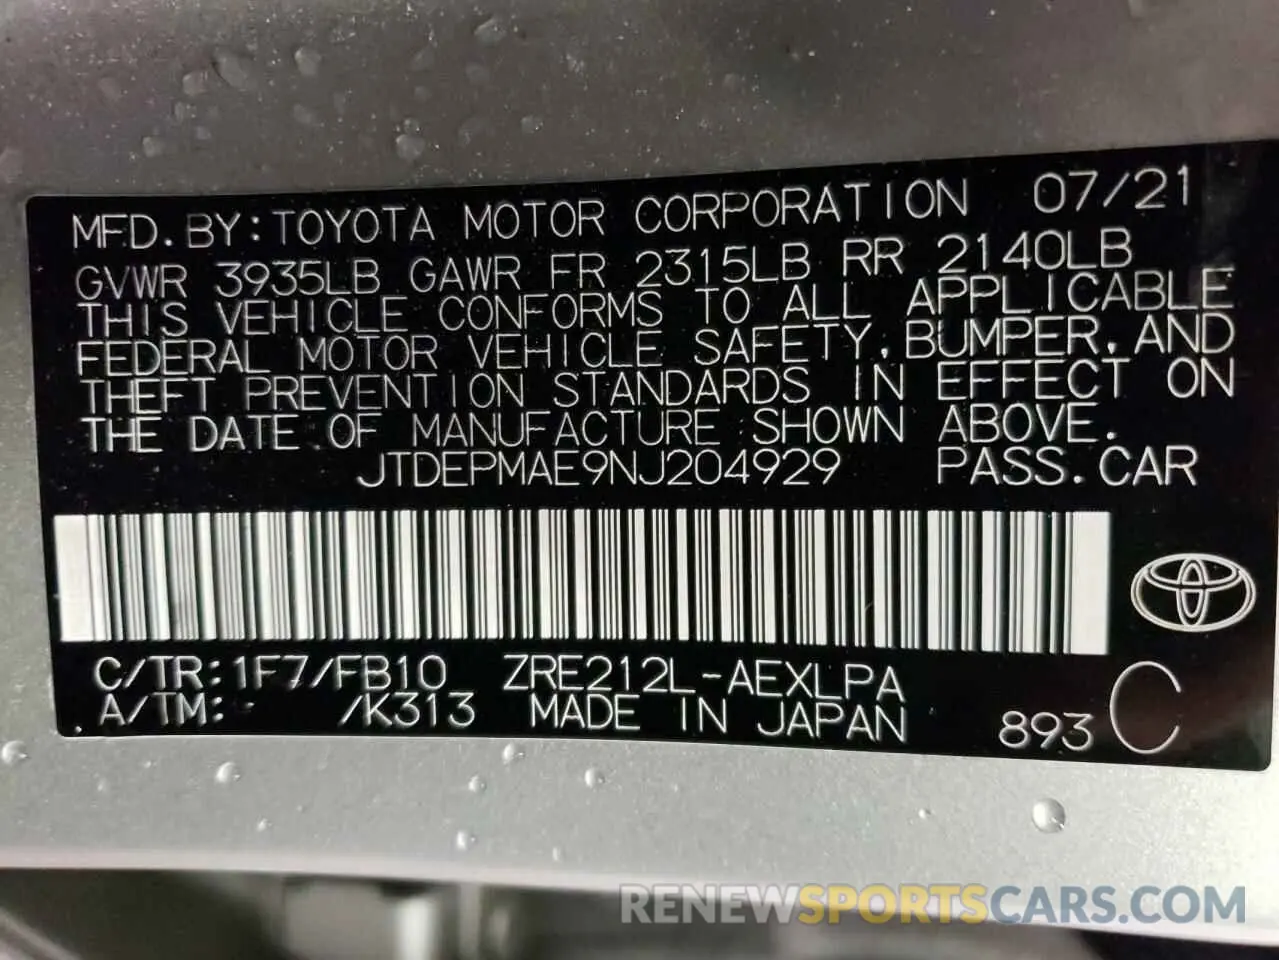 MFD. BY: TOYOTA MOTOR CORPORATION 07/21
GVWR 3935LB GAWR FR 2315LB RR 2140LB
THIS VEHICLE CONFORMS TO ALL APPLICABLE
FEDERAL MOTOR VEHICLE SAFETY, BUMPER, AND
THEFT PREVENTION STANDARDS IN EFFECT ON
THE DATE OF MANUFACTURE SHOWN ABOVE.
JTDEPMAE9NJ204929 PASS. CAR
C/TR: 1F7/FB10 ZRE212L-AEXLPA
A/TM: - /K313 MADE IN JAPAN 893 C
RENEWSPORTSCARS.COM